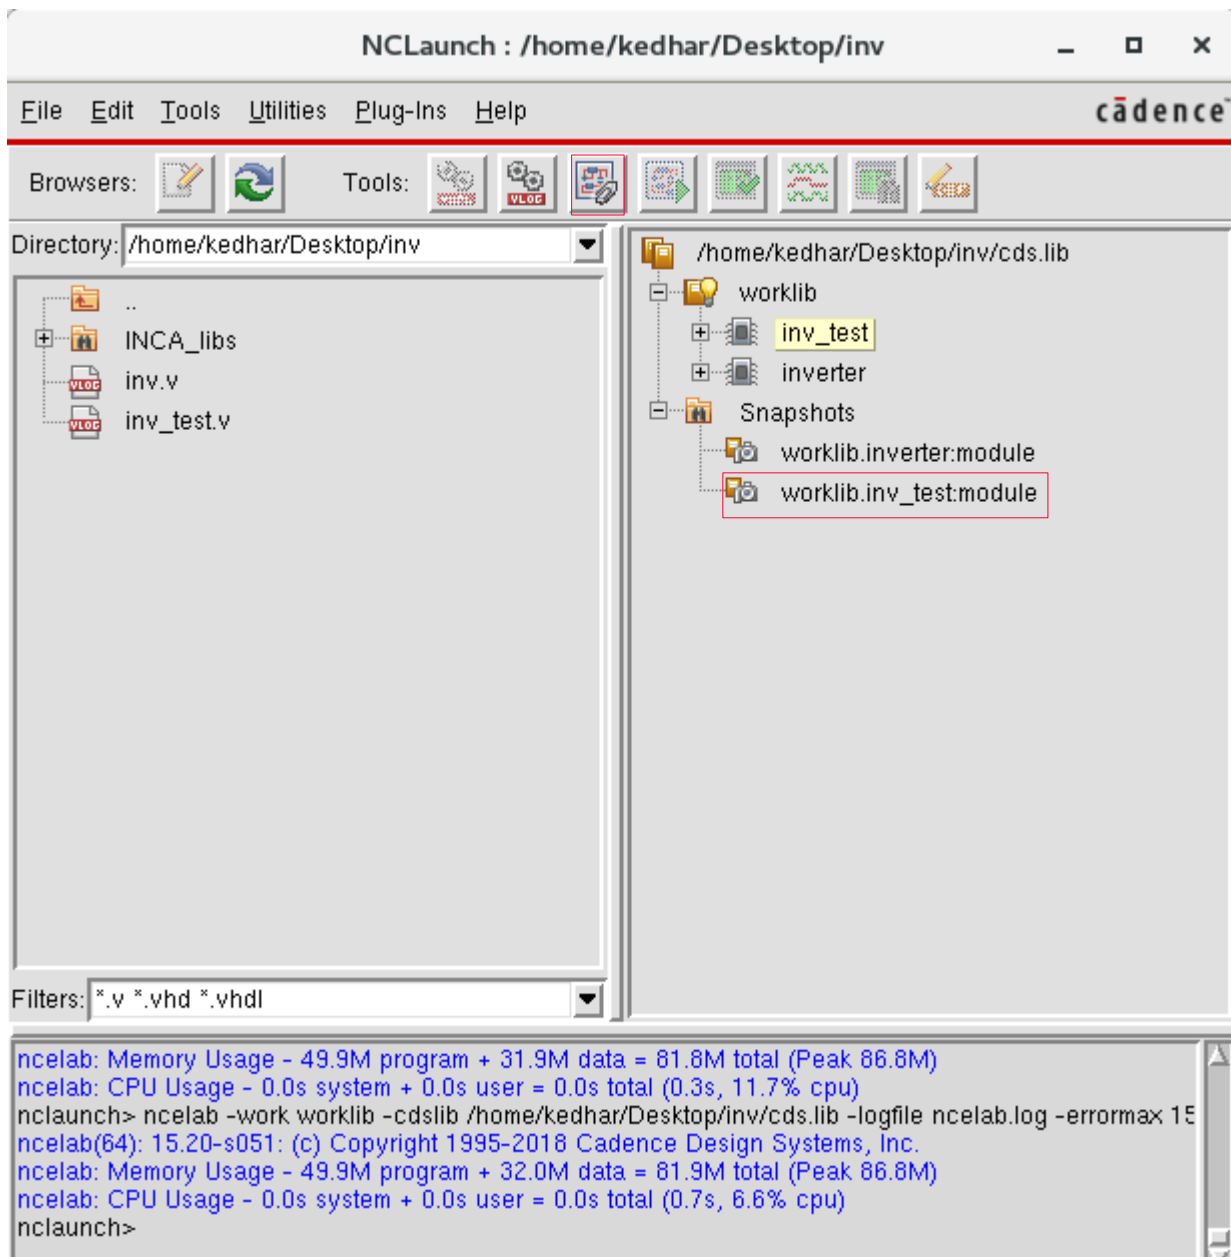 NCLaunch : /home/kedhar/Desktop/inv
File Edit Tools Utilities Plug-Ins Help cādence
Browsers: Tools: VLOG
Directory: /home/kedhar/Desktop/inv
..
INCA_libs
VLOG inv.v
VLOG inv_test.v
Filters: *.v *.vhd *.vhdl
/home/kedhar/Desktop/inv/cds.lib
worklib
inv_test
inverter
Snapshots
worklib.inverter:module
worklib.inv_test:module
ncelab: Memory Usage - 49.9M program + 31.9M data = 81.8M total (Peak 86.8M)
ncelab: CPU Usage - 0.0s system + 0.0s user = 0.0s total (0.3s, 11.7% cpu)
nclaunch> ncelab -work worklib -cdslib /home/kedhar/Desktop/inv/cds.lib -logfile ncelab.log -errormax 15
ncelab(64): 15.20-s051: (c) Copyright 1995-2018 Cadence Design Systems, Inc.
ncelab: Memory Usage - 49.9M program + 32.0M data = 81.9M total (Peak 86.8M)
ncelab: CPU Usage - 0.0s system + 0.0s user = 0.0s total (0.7s, 6.6% cpu)
nclaunch>